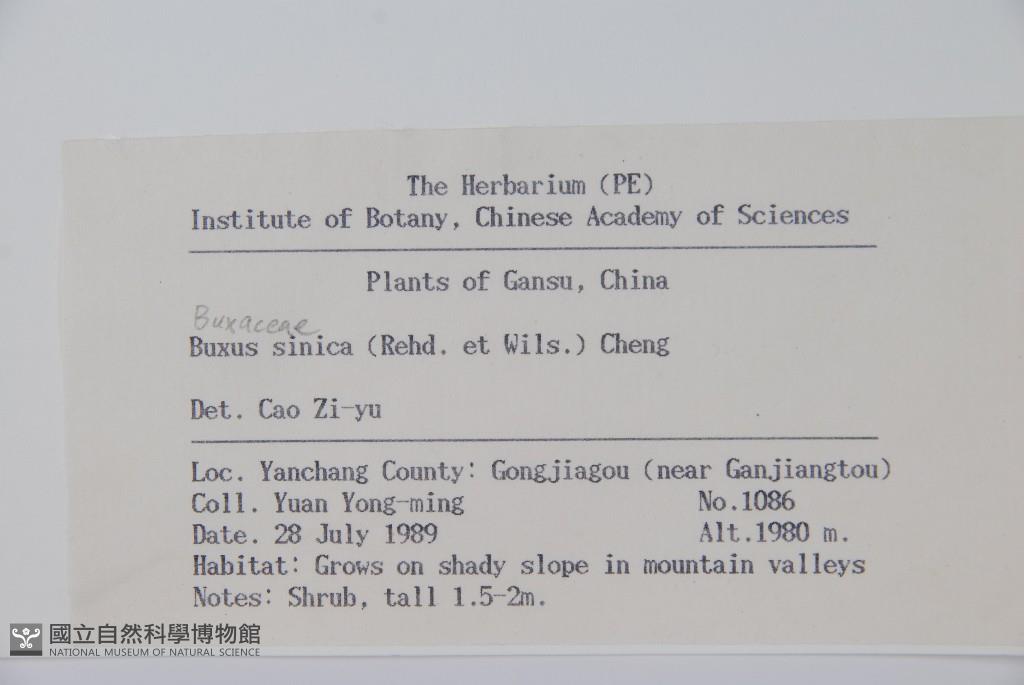 The Herbarium (PE)
Institute of Botany, Chinese Academy of Sciences
Plants of Gansu, China
Buxaceae
Buxus sinica (Rehd. et Wils.) Cheng
Det. Cao Zi-yu
Loc. Yanchang County: Gongjiagou (near Ganjiangtou)
Coll. Yuan Yong-ming No.1086
Date. 28 July 1989 Alt.1980 m.
Habitat: Grows on shady slope in mountain valleys
Notes: Shrub, tall 1.5-2m.
國立自然科學博物館
NATIONAL MUSEUM OF NATURAL SCIENCE